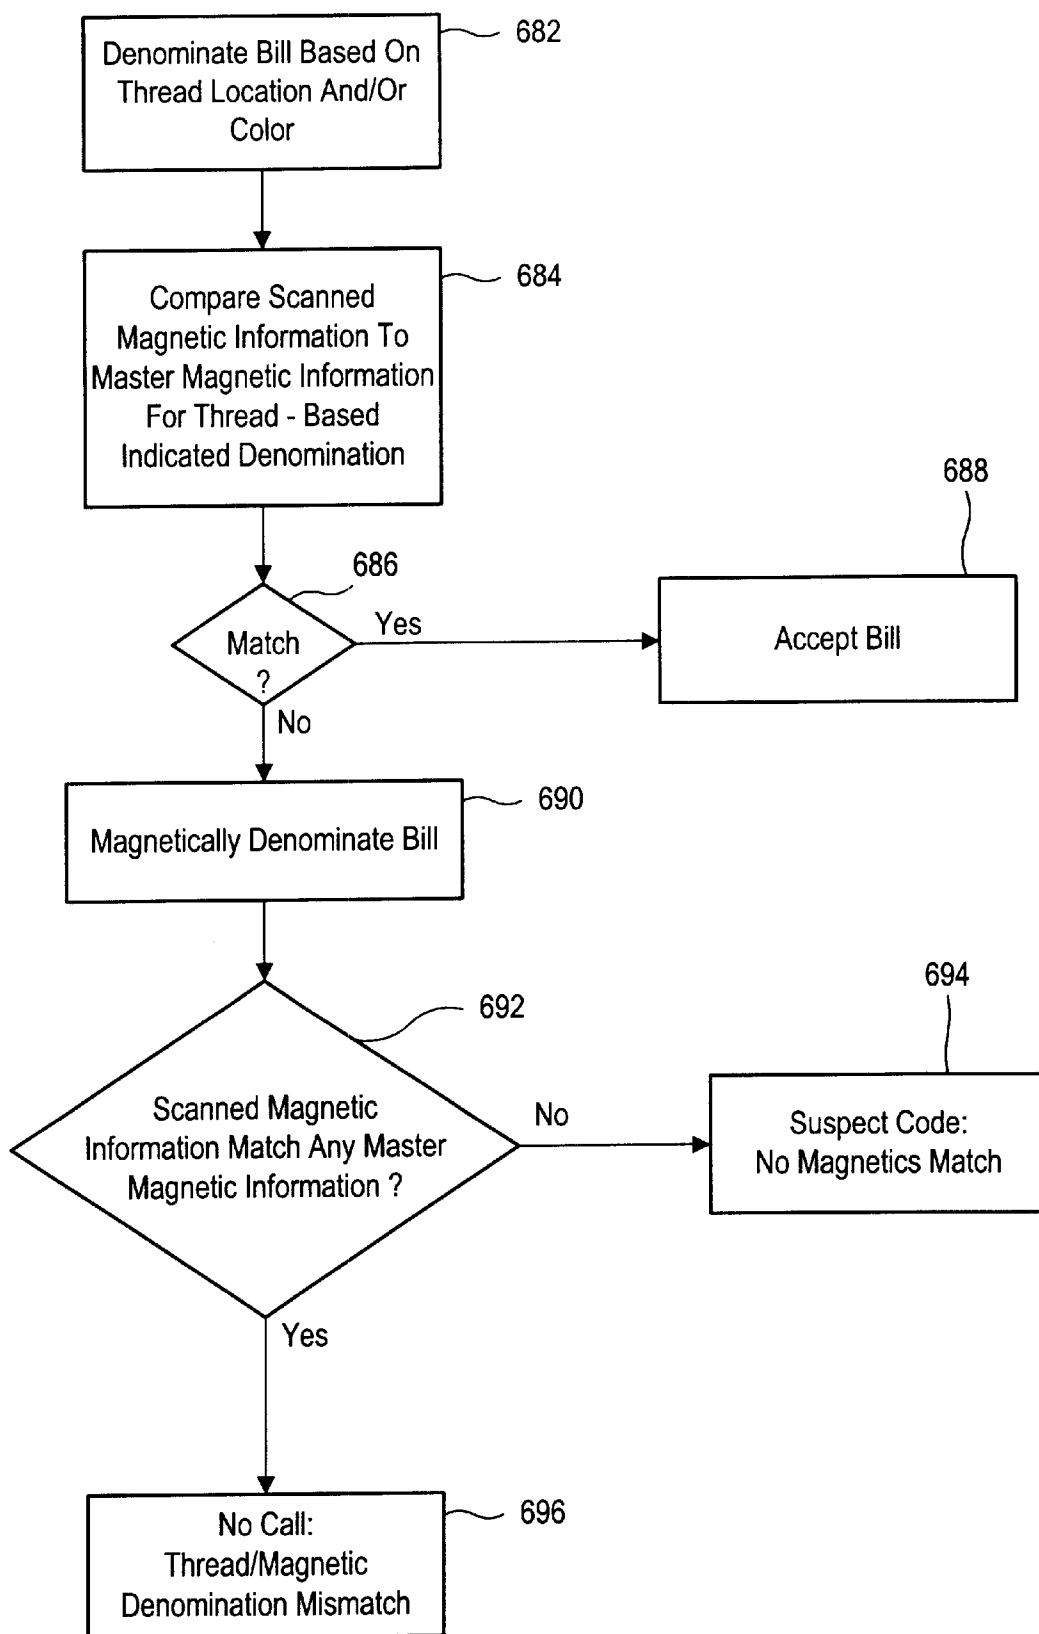 682
Denominate Bill Based On
Thread Location And/Or
Color
684
Compare Scanned
Magnetic Information To
Master Magnetic Information
For Thread - Based
Indicated Denomination
686
Match
?
Yes
688
Accept Bill
No
690
Magnetically Denominate Bill
692
Scanned Magnetic
Information Match Any Master
Magnetic Information ?
No
694
Suspect Code:
No Magnetics Match
Yes
696
No Call:
Thread/Magnetic
Denomination Mismatch